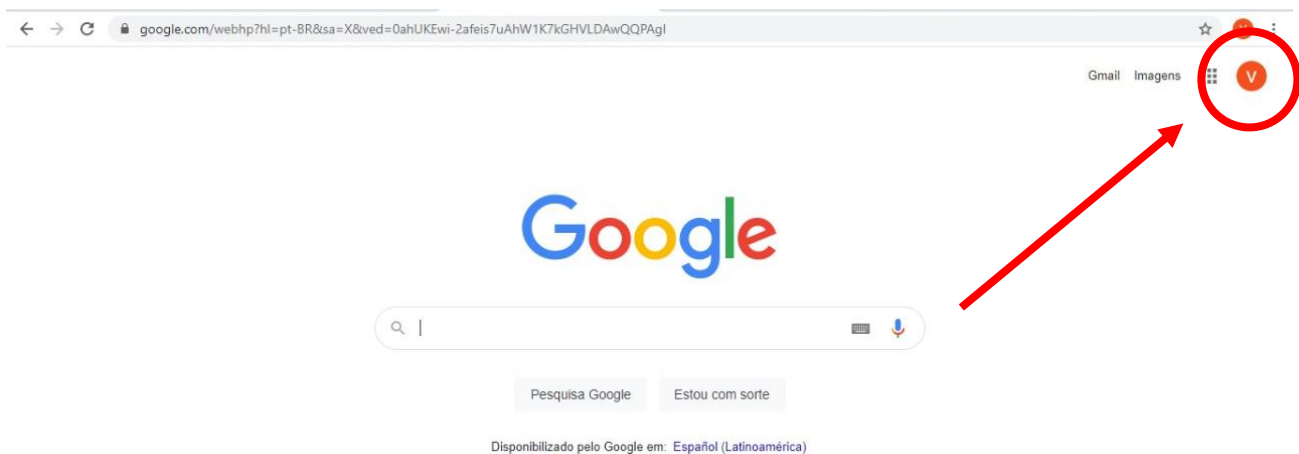 google.com/webhp?hl=pt-BR&sa=X&ved=0ahUKEwi-2afeis7uAhW1K7kGHVLDAwQQPAgI
V
Gmail Imagens
V
Google
Pesquisa Google Estou com sorte
Disponibilizado pelo Google em: Español (Latinoamérica)